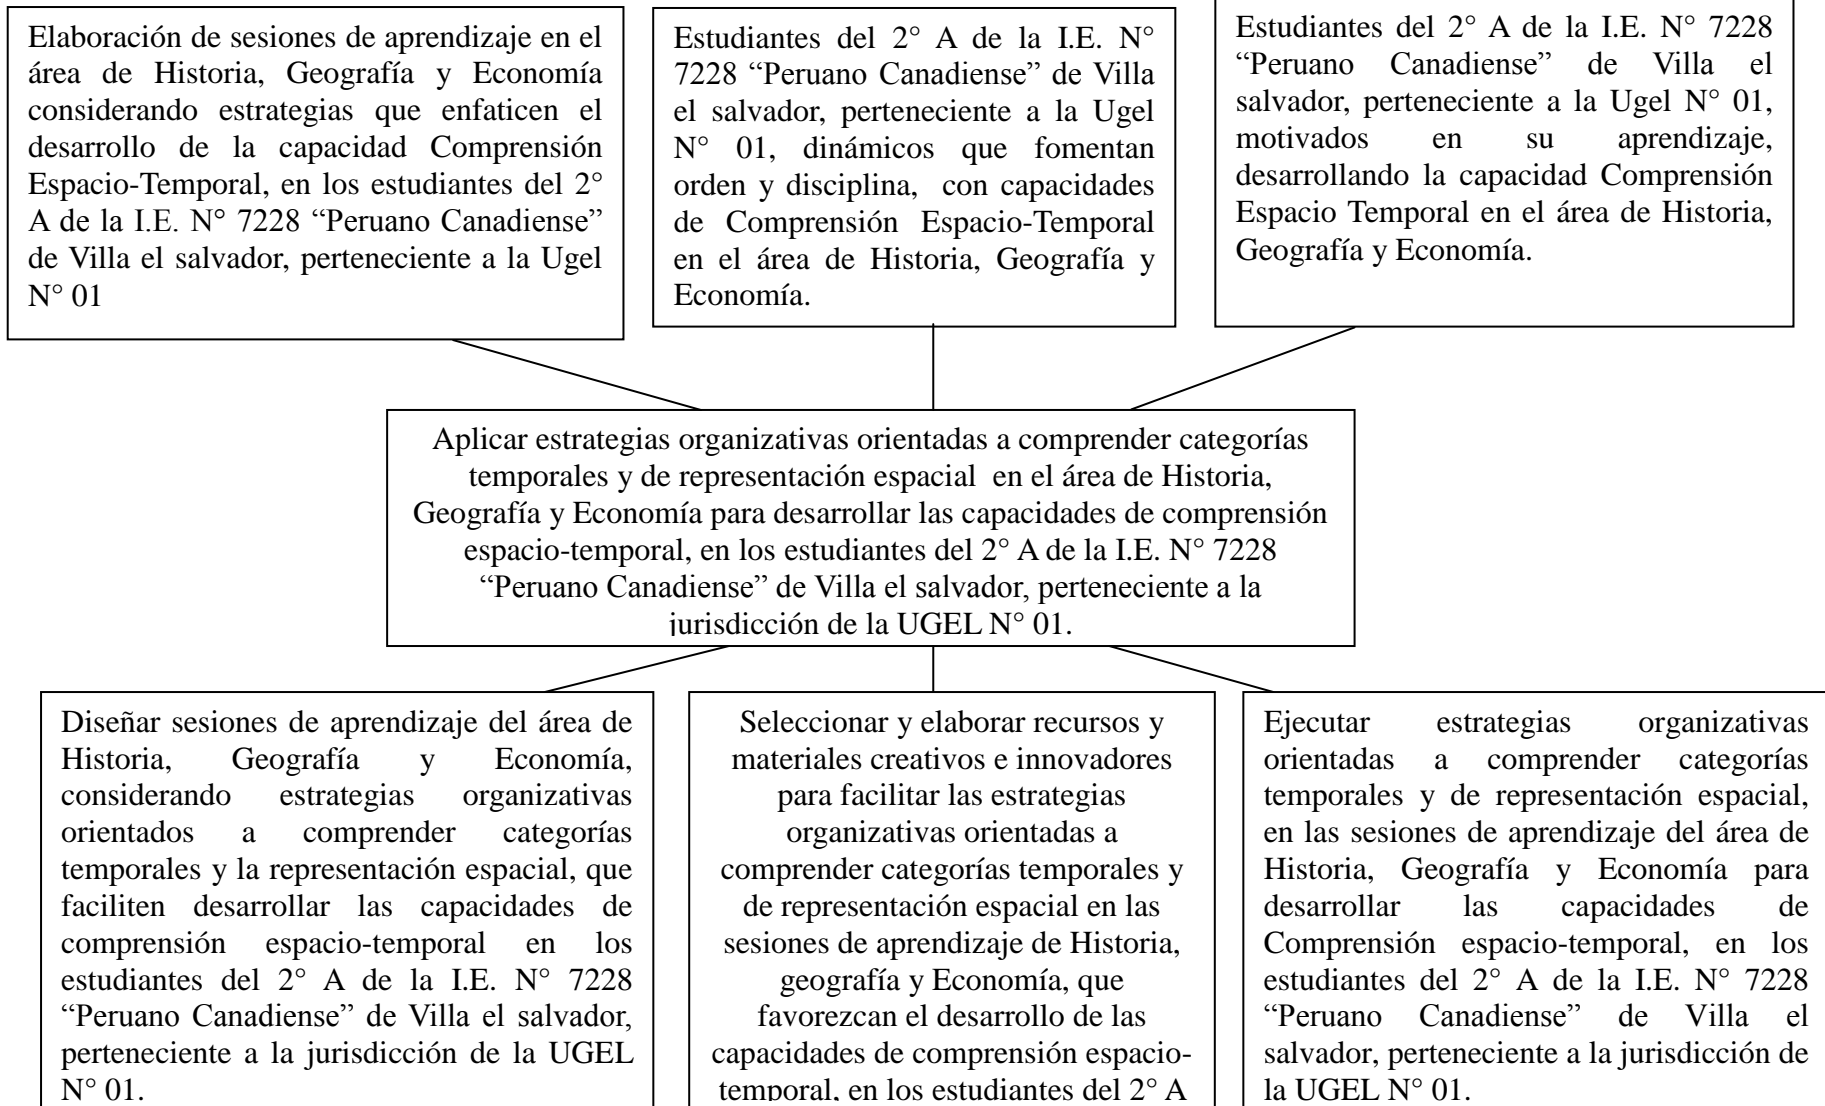 Elaboración de sesiones de aprendizaje en el
área de Historia, Geografía y Economía
considerando estrategias que enfaticen el
desarrollo de la capacidad Comprensión
Espacio-Temporal, en los estudiantes del 2°
A de la I.E. N° 7228 “Peruano Canadiense”
de Villa el salvador, perteneciente a la Ugel
N° 01
Estudiantes del 2° A de la I.E. N°
7228 “Peruano Canadiense” de Villa
el salvador, perteneciente a la Ugel
N° 01, dinámicos que fomentan
orden y disciplina, con capacidades
de Comprensión Espacio-Temporal
en el área de Historia, Geografía y
Economía.
Estudiantes del 2° A de la I.E. N° 7228
“Peruano Canadiense” de Villa el
salvador, perteneciente a la Ugel N° 01,
motivados en su aprendizaje,
desarrollando la capacidad Comprensión
Espacio Temporal en el área de Historia,
Geografía y Economía.
Aplicar estrategias organizativas orientadas a comprender categorías
temporales y de representación espacial en el área de Historia,
Geografía y Economía para desarrollar las capacidades de comprensión
espacio-temporal, en los estudiantes del 2° A de la I.E. N° 7228
“Peruano Canadiense” de Villa el salvador, perteneciente a la
jurisdicción de la UGEL N° 01.
Diseñar sesiones de aprendizaje del área de
Historia, Geografía y Economía,
considerando estrategias organizativas
orientados a comprender categorías
temporales y la representación espacial, que
faciliten desarrollar las capacidades de
comprensión espacio-temporal en los
estudiantes del 2° A de la I.E. N° 7228
“Peruano Canadiense” de Villa el salvador,
perteneciente a la jurisdicción de la UGEL
N° 01.
Seleccionar y elaborar recursos y
materiales creativos e innovadores
para facilitar las estrategias
organizativas orientadas a
comprender categorías temporales y
de representación espacial en las
sesiones de aprendizaje de Historia,
geografía y Economía, que
favorezcan el desarrollo de las
capacidades de comprensión espacio-
temporal, en los estudiantes del 2° A
Ejecutar estrategias organizativas
orientadas a comprender categorías
temporales y de representación espacial,
en las sesiones de aprendizaje del área de
Historia, Geografía y Economía para
desarrollar las capacidades de
Comprensión espacio-temporal, en los
estudiantes del 2° A de la I.E. N° 7228
“Peruano Canadiense” de Villa el
salvador, perteneciente a la jurisdicción de
la UGEL N° 01.